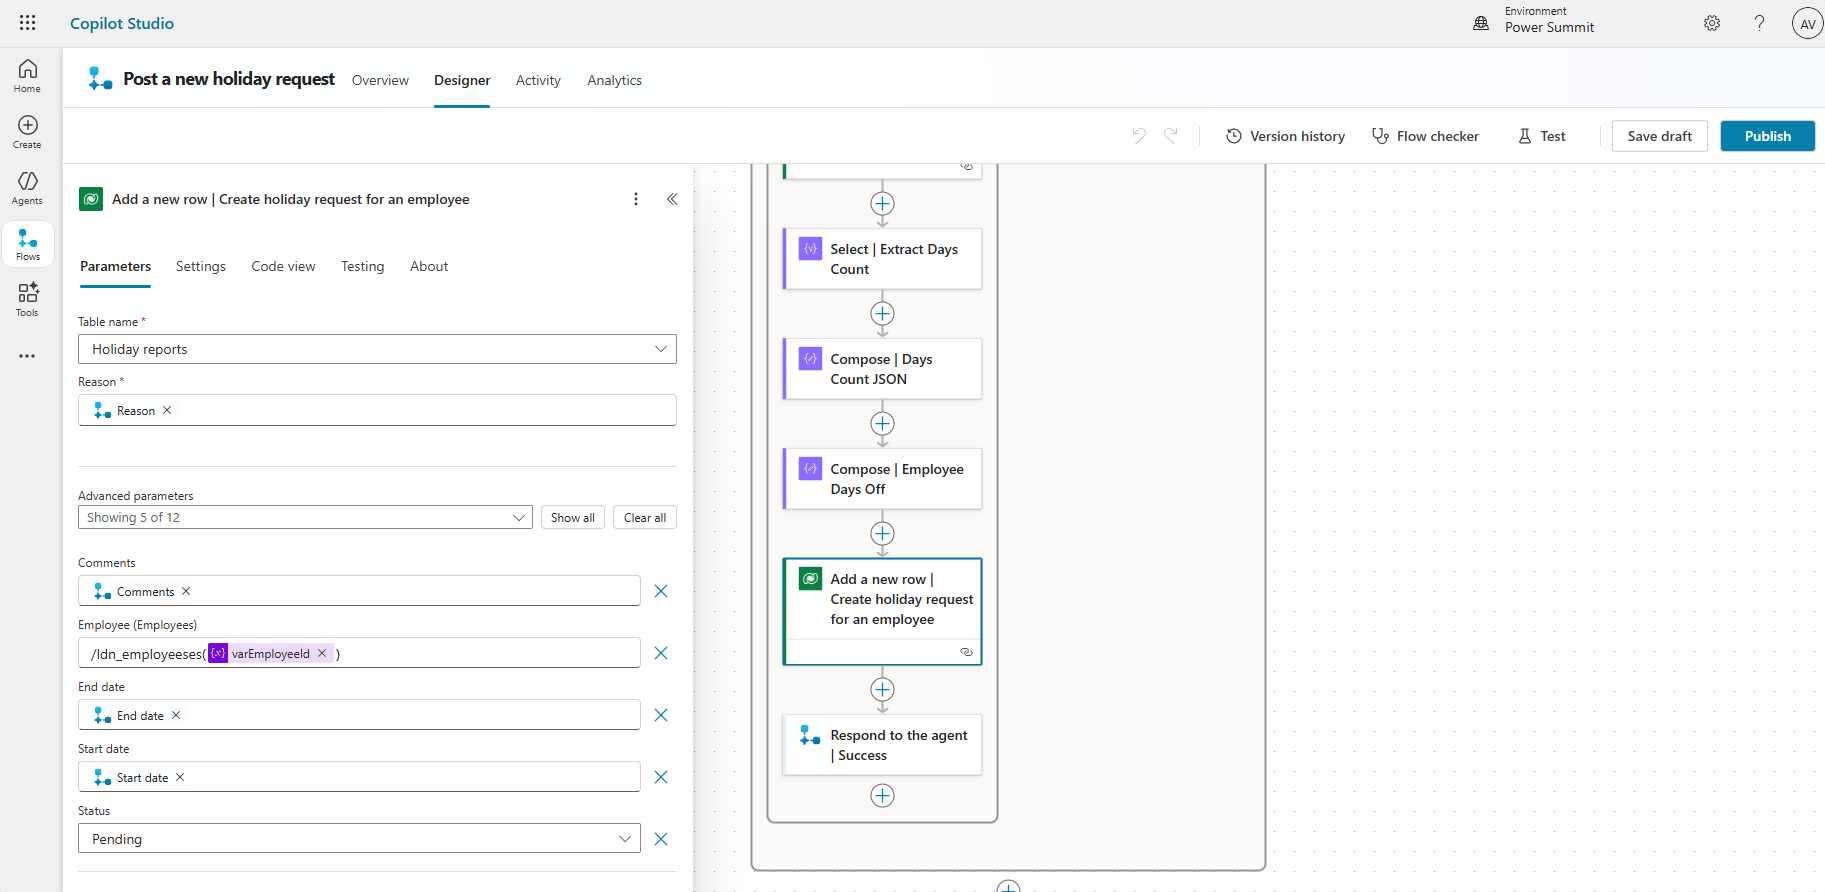 Copilot Studio
Environment
Power Summit
AV
Home
Create
Agents
Flows
Tools
Post a new holiday request
Overview
Designer
Activity
Analytics
Version history
Flow checker
Test
Save draft
Publish
Add a new row | Create holiday request for an employee
Parameters
Settings
Code view
Testing
About
Table name *
Holiday reports
Reason *
Reason
Advanced parameters
Showing 5 of 12
Show all
Clear all
Comments
Comments
Employee (Employees)
/ldn_employeeses( varEmployeeId )
End date
End date
Start date
Start date
Status
Pending
Select | Extract Days
Count
Compose | Days
Count JSON
Compose | Employee
Days Off
Add a new row |
Create holiday request
for an employee
Respond to the agent
| Success